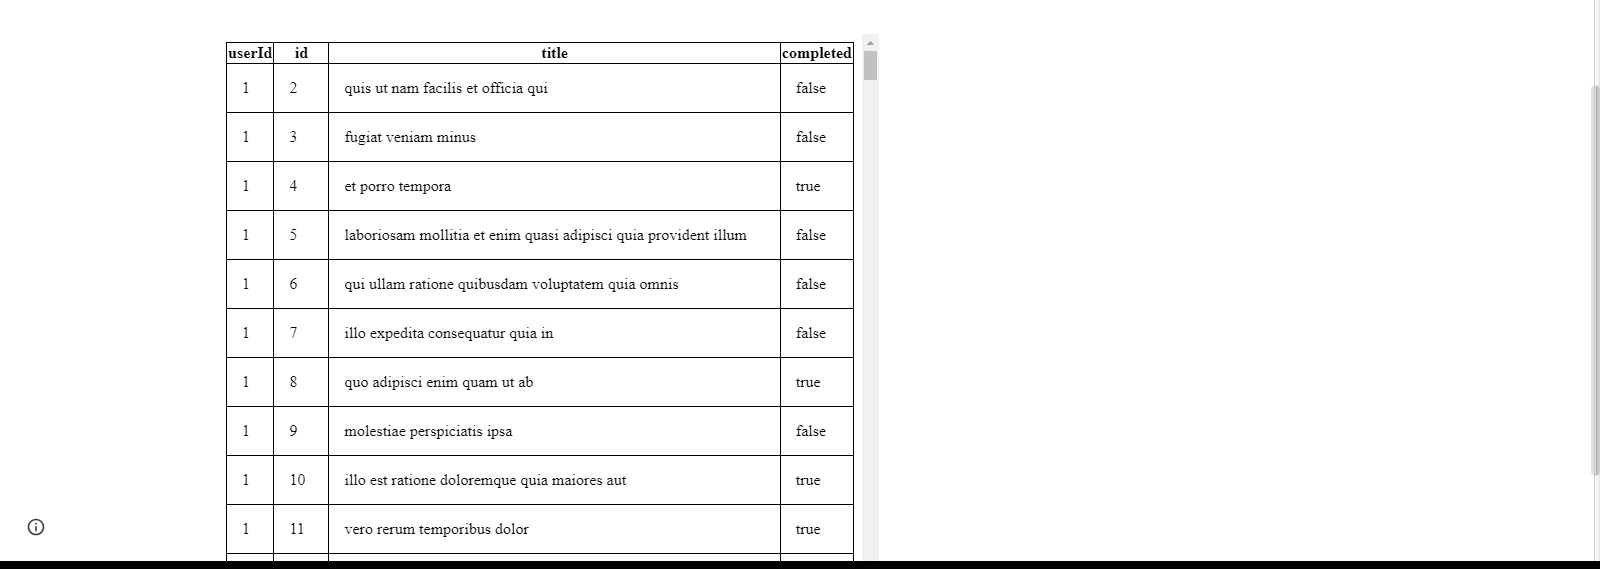 userId id title completed
1 2 quis ut nam facilis et officia qui false
1 3 fugiat veniam minus false
1 4 et porro tempora true
1 5 laboriosam mollitia et enim quasi adipisci quia provident illum false
1 6 qui ullam ratione quibusdam voluptatem quia omnis false
1 7 illo expedita consequatur quia in false
1 8 quo adipisci enim quam ut ab true
1 9 molestiae perspiciatis ipsa false
1 10 illo est ratione doloremque quia maiores aut true
1 11 vero rerum temporibus dolor true